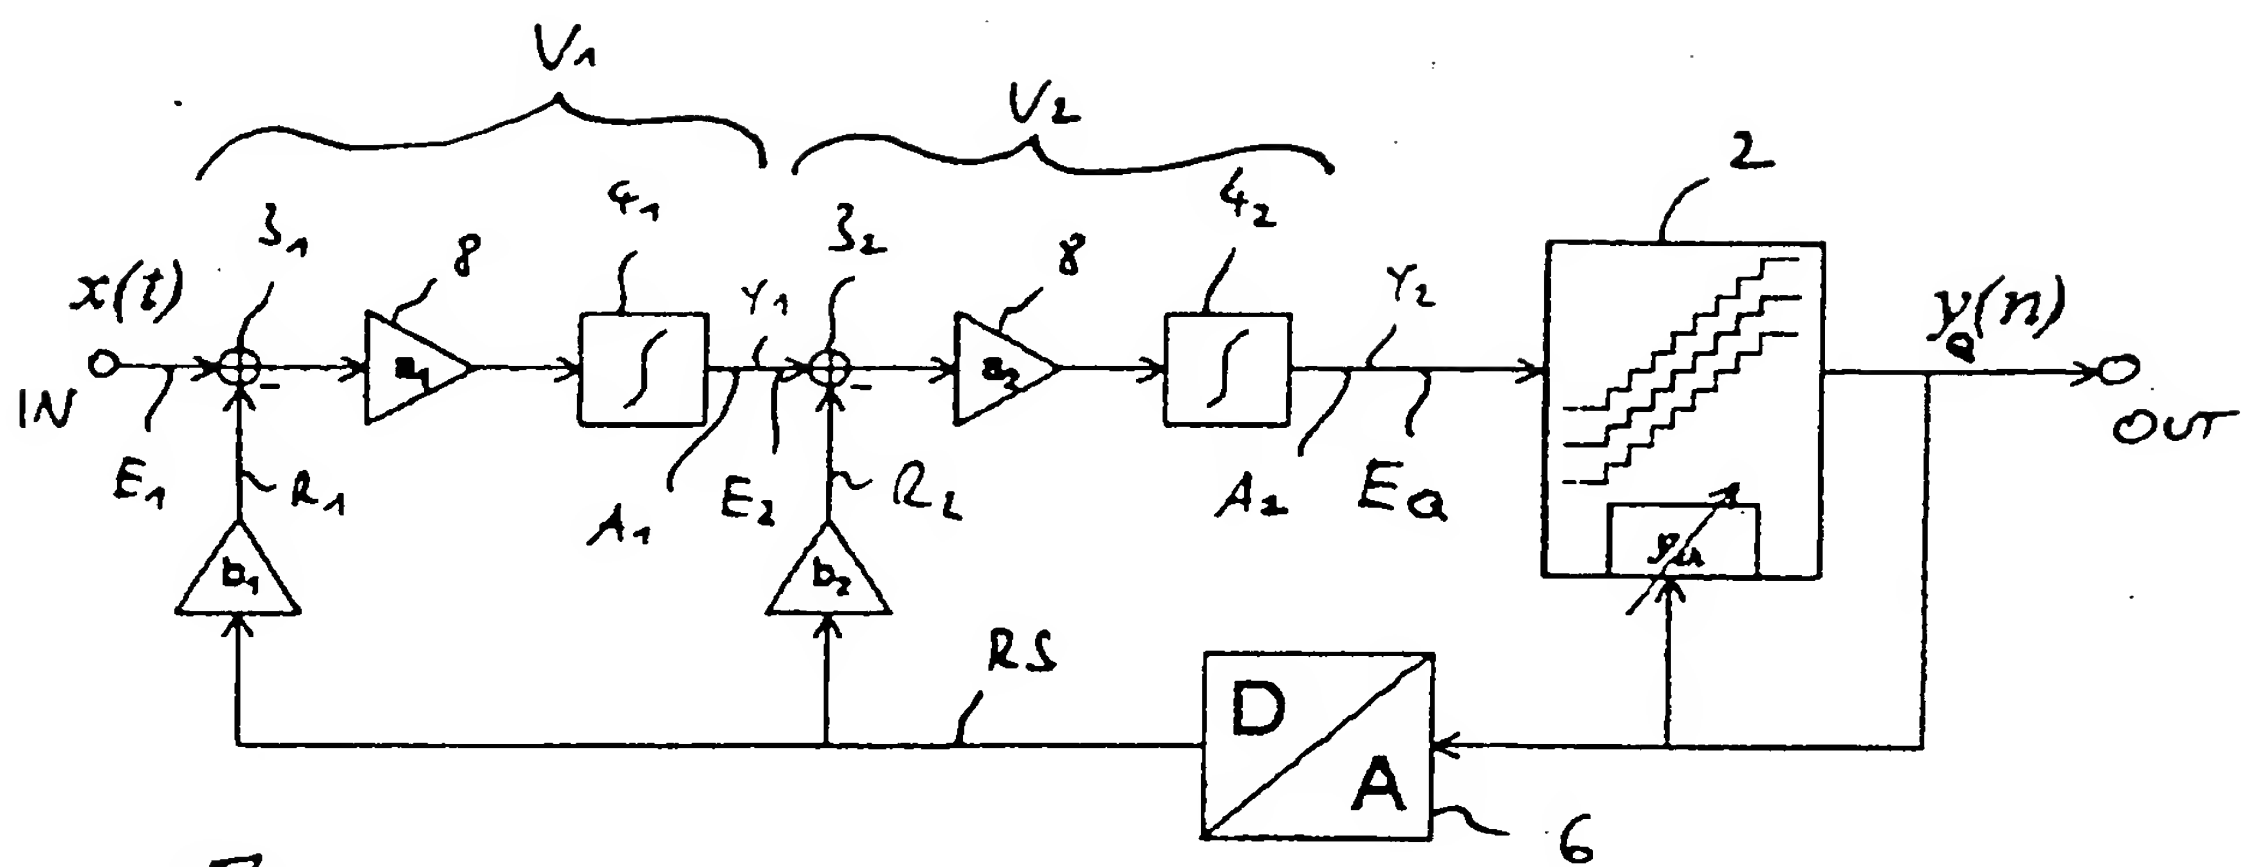 V1
V2
2
4₁
4₂
3₁
3₂
8
8
x(t)
Y1
Y2
yQ(n)
a₁
a₂
IN
OUT
E1
R1
A1
E2
R2
A2
EQ
b₁
b₂
RS
D
A
6